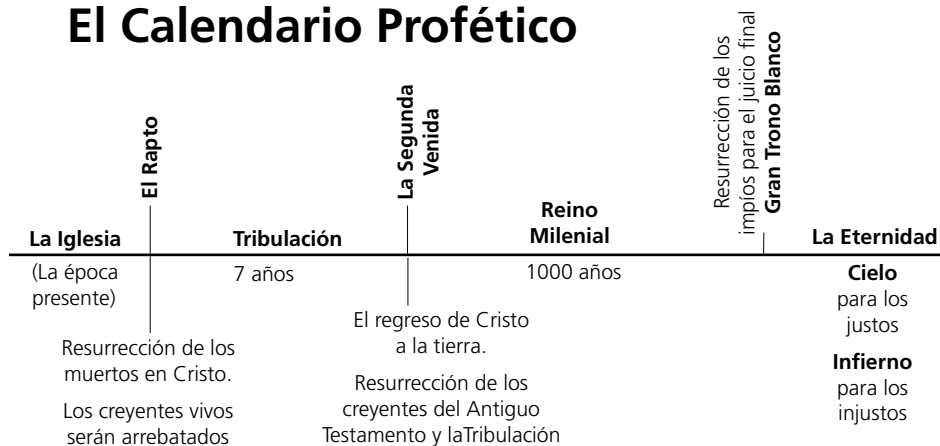 El Calendario Profético
El Rapto
La Segunda
Venida
Resurrección de los
impíos para el juicio final
Gran Trono Blanco
La Iglesia
Tribulación
Reino
Milenial
La Eternidad
(La época
presente)
7 años
1000 años
Cielo
para los
justos
Infierno
para los
injustos
El regreso de Cristo
a la tierra.
Resurrección de los
muertos en Cristo.
Los creyentes vivos
serán arrebatados
Resurrección de los
creyentes del Antiguo
Testamento y laTribulación